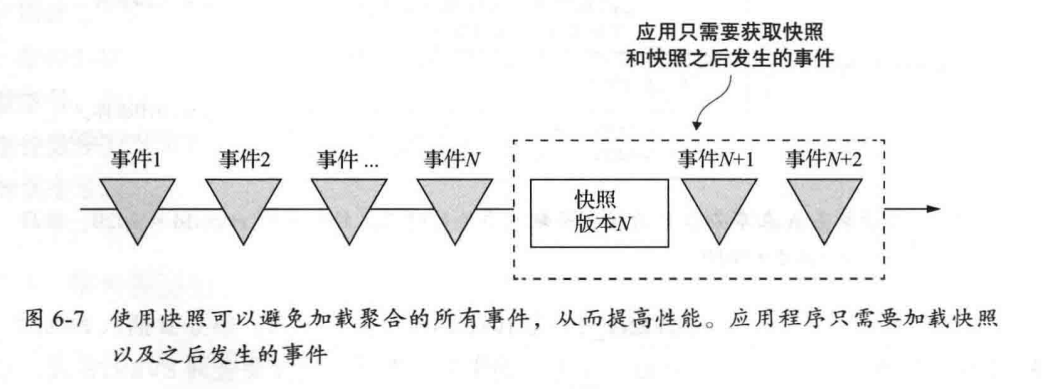 应用只需要获取快照
和快照之后发生的事件
事件1 事件2 事件 ... 事件N 事件N+1 事件N+2
快照
版本N
图 6-7 使用快照可以避免加载聚合的所有事件，从而提高性能。应用程序只需要加载快照
以及之后发生的事件